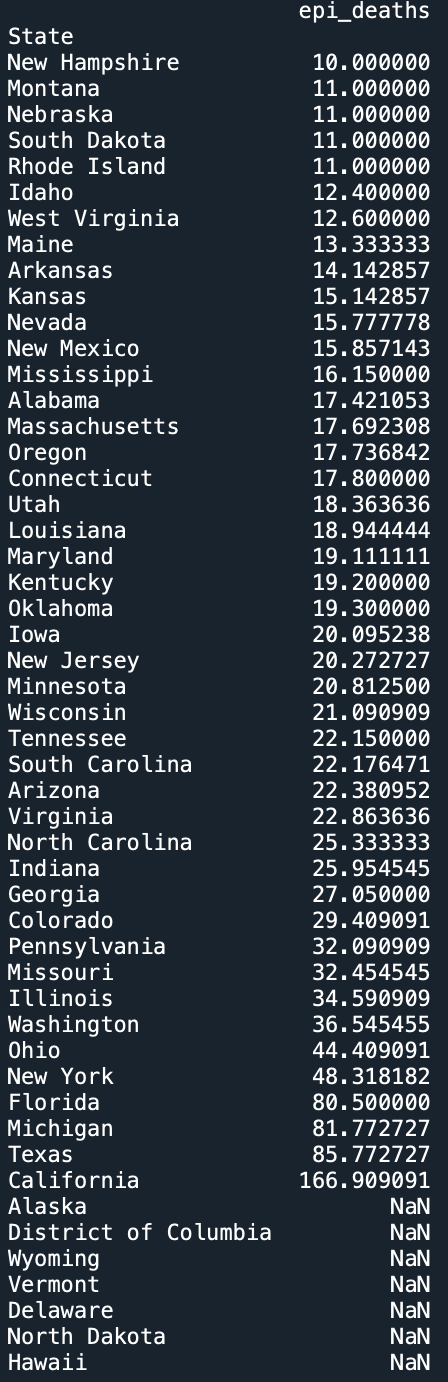 epi_deaths
State
New Hampshire 10.000000
Montana 11.000000
Nebraska 11.000000
South Dakota 11.000000
Rhode Island 11.000000
Idaho 12.400000
West Virginia 12.600000
Maine 13.333333
Arkansas 14.142857
Kansas 15.142857
Nevada 15.777778
New Mexico 15.857143
Mississippi 16.150000
Alabama 17.421053
Massachusetts 17.692308
Oregon 17.736842
Connecticut 17.800000
Utah 18.363636
Louisiana 18.944444
Maryland 19.111111
Kentucky 19.200000
Oklahoma 19.300000
Iowa 20.095238
New Jersey 20.272727
Minnesota 20.812500
Wisconsin 21.090909
Tennessee 22.150000
South Carolina 22.176471
Arizona 22.380952
Virginia 22.863636
North Carolina 25.333333
Indiana 25.954545
Georgia 27.050000
Colorado 29.409091
Pennsylvania 32.090909
Missouri 32.454545
Illinois 34.590909
Washington 36.545455
Ohio 44.409091
New York 48.318182
Florida 80.500000
Michigan 81.772727
Texas 85.772727
California 166.909091
Alaska NaN
District of Columbia NaN
Wyoming NaN
Vermont NaN
Delaware NaN
North Dakota NaN
Hawaii NaN